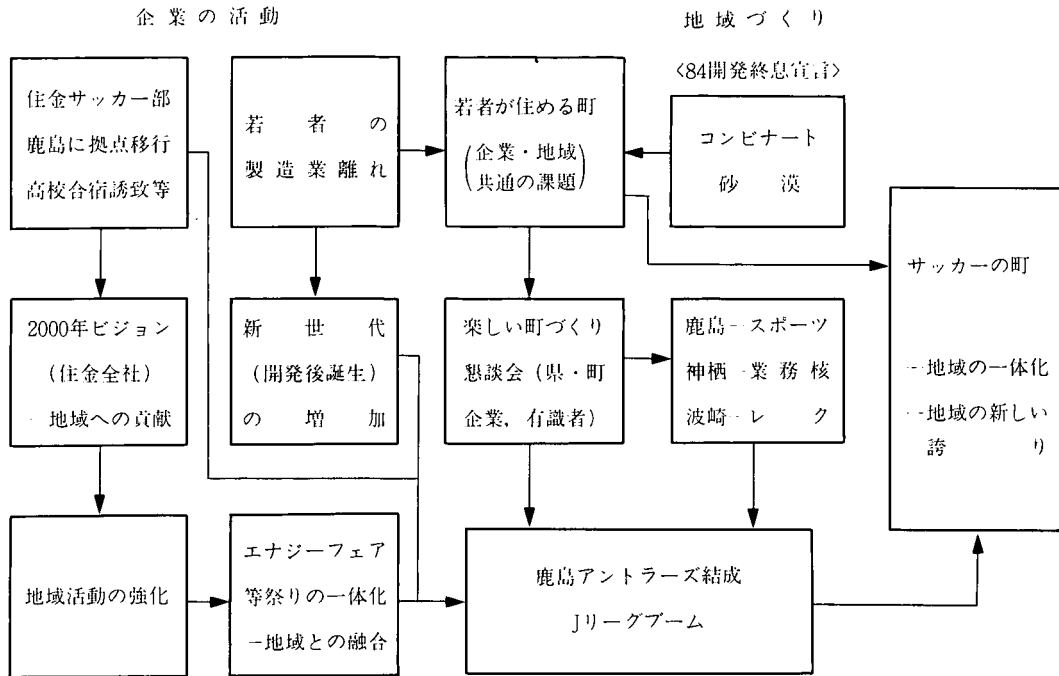 企業の活動
地域づくり
〈84開発終息宣言〉
住金サッカー部
鹿島に拠点移行
高校合宿誘致等
若者の
製造業離れ
若者が住める町
(企業・地域
共通の課題)
コンビナート
砂漠
サッカーの町
—地域の一体化
—地域の新しい
誇り
2000年ビジョン
(住金全社)
—地域への貢献
新世代
(開発後誕生)
の増加
楽しい町づくり
懇談会(県・町
企業,有識者)
鹿島—スポーツ
神栖—業務核
波崎—レク
地域活動の強化
エナジーフェア
等祭りの一体化
—地域との融合
鹿島アントラーズ結成
Jリーグブーム